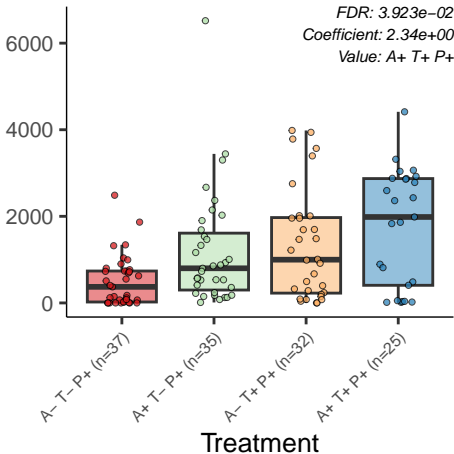 FDR: 3.923e−02
Coefficient: 2.34e+00
Value: A+ T+ P+
6000
4000
2000
0
A− T− P+ (n=37)
A+ T− P+ (n=35)
A− T+ P+ (n=32)
A+ T+ P+ (n=25)
Treatment